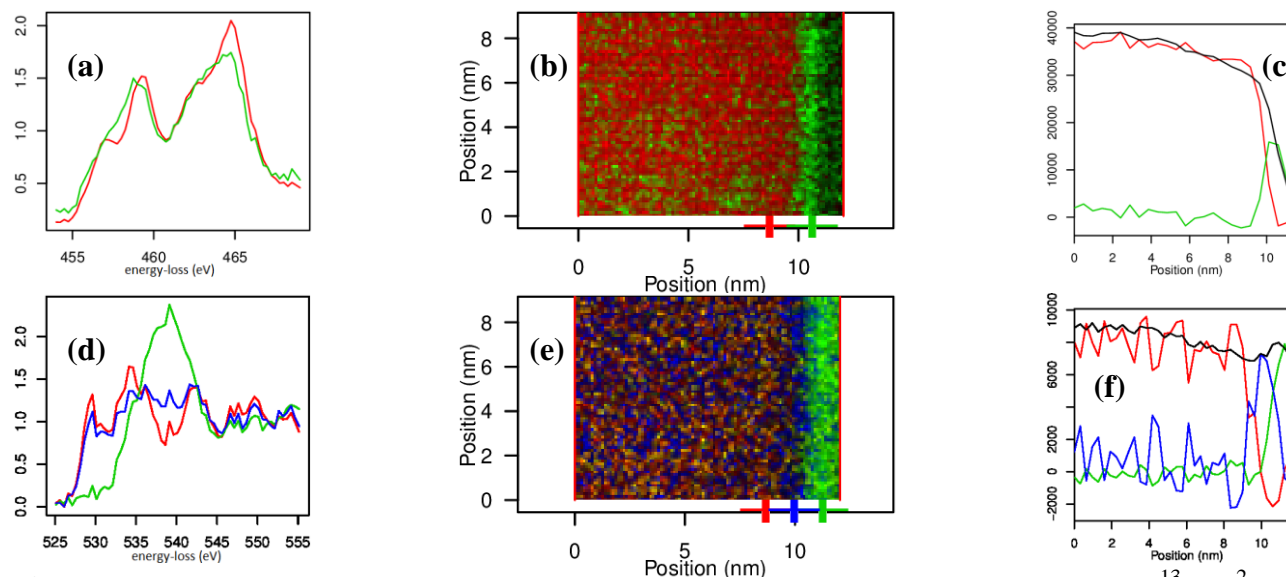 (a)
2.0
1.5
1.0
0.5
455 460 465
energy-loss (eV)
(b)
Position (nm)
8
6
4
2
0
0 5 10
Position (nm)
(c
40000
30000
20000
10000
0
0 2 4 6 8 10
Position (nm)
(d)
2.0
1.5
1.0
0.5
0.0
525 530 535 540 545 550 555
energy-loss (eV)
(e)
Position (nm)
8
6
4
2
0
0 5 10
Position (nm)
(f)
10000
8000
4000
2000
0
-2000
0 2 4 6 8 10
Position (nm)
13 2